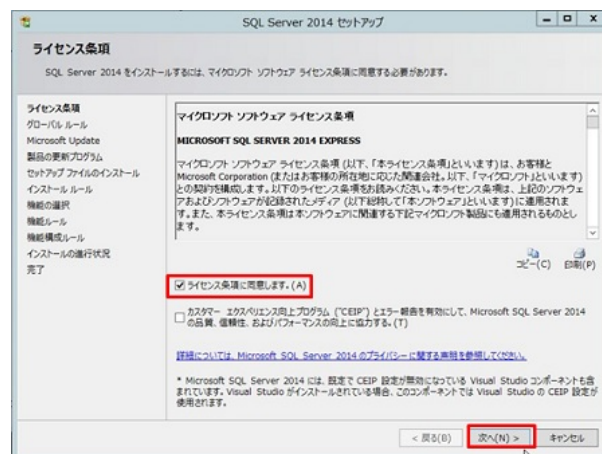 SQL Server 2014 セットアップ
ライセンス条項
SQL Server 2014 をインストールするには、マイクロソフト ソフトウェア ライセンス条項に同意する必要があります。
ライセンス条項
グローバル ルール
Microsoft Update
製品の更新プログラム
セットアップ ファイルのインストール
インストール ルール
機能の選択
機能ルール
機能構成ルール
インストールの進行状況
完了
マイクロソフト ソフトウェア ライセンス条項
MICROSOFT SQL SERVER 2014 EXPRESS
マイクロソフト ソフトウェア ライセンス条項 (以下、「本ライセンス条項」といいます) は、お客様と
Microsoft Corporation (またはお客様の所在地に応じた関連会社。以下、「マイクロソフト」といいます)
との契約を構成します。以下のライセンス条項をお読みください。本ライセンス条項は、上記のソフトウェ
アおよびソフトウェアが記録されたメディア (以下総称して「本ソフトウェア」といいます) に適用されま
す。また、本ライセンス条項は本ソフトウェアに関連する下記マイクロソフト製品にも適用されるものとし
ます。
コピー(C) 印刷(P)
ライセンス条項に同意します。(A)
カスタマー エクスペリエンス向上プログラム ("CEIP") とエラー報告を有効にして、Microsoft SQL Server 2014
の品質、信頼性、およびパフォーマンスの向上に協力する。(T)
詳細については、Microsoft SQL Server 2014 のプライバシーに関する声明を参照してください。
* Microsoft SQL Server 2014 には、既定で CEIP 設定が無効になっている Visual Studio コンポーネントも含
まれています。Visual Studio がインストールされている場合、このコンポーネントでは Visual Studio の CEIP 設定が
使用されます。
< 戻る(B) 次へ(N) > キャンセル